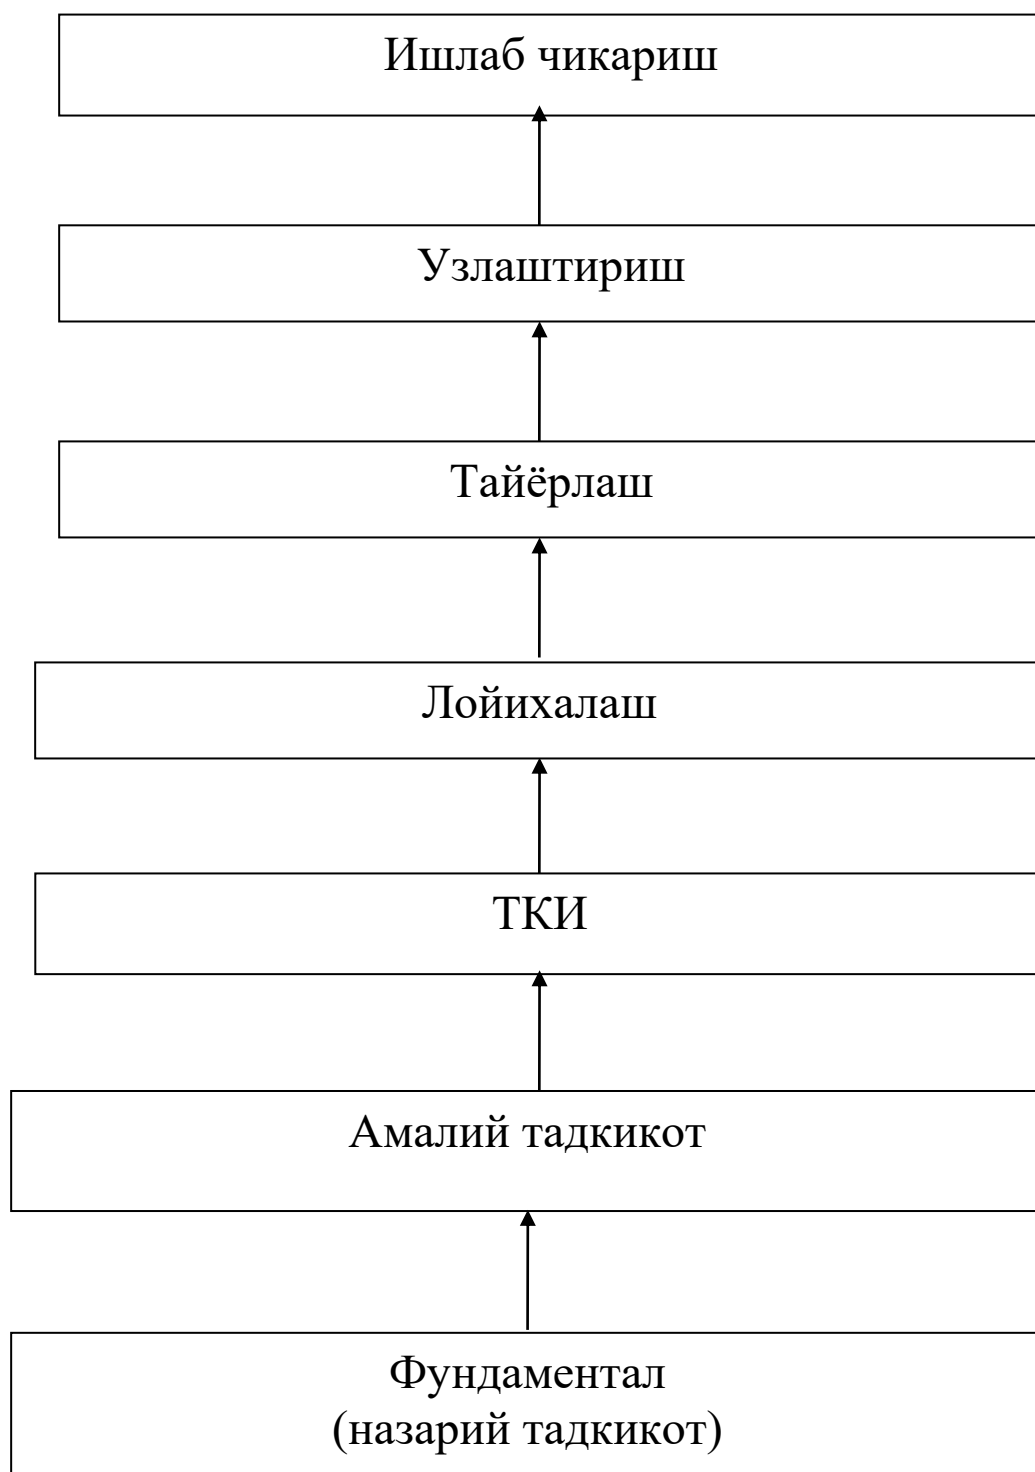 Ишлаб чикариш
Узлаштириш
Тайёрлаш
Лойихалаш
ТКИ
Амалий тадкикот
Фундаментал
(назарий тадкикот)